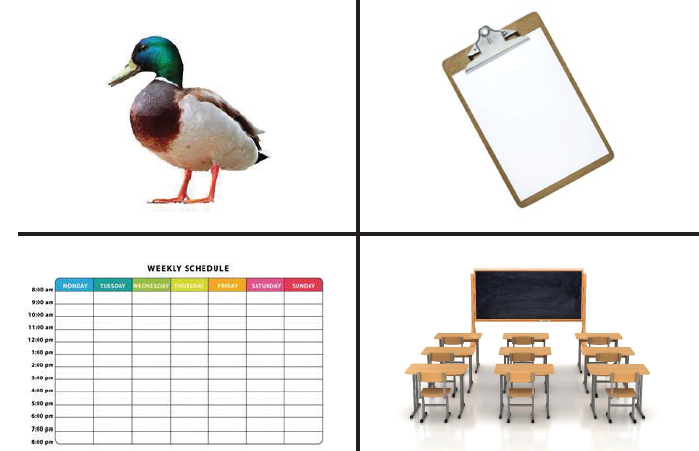 WEEKLY SCHEDULE
MONDAY TUESDAY WEDNESDAY THURSDAY FRIDAY SATURDAY SUNDAY
8:00 am
9:00 am
10:00 am
11:00 am
12:00 pm
1:00 pm
2:00 pm
3:00 pm
4:00 pm
5:00 pm
6:00 pm
7:00 pm
8:00 pm